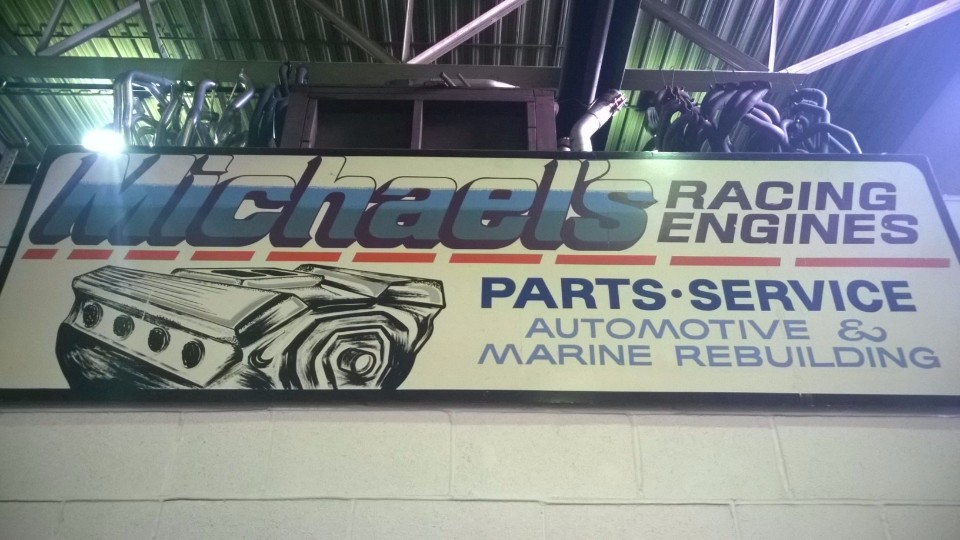 Michael's RACING
ENGINES
PARTS·SERVICE
AUTOMOTIVE &
MARINE REBUILDING